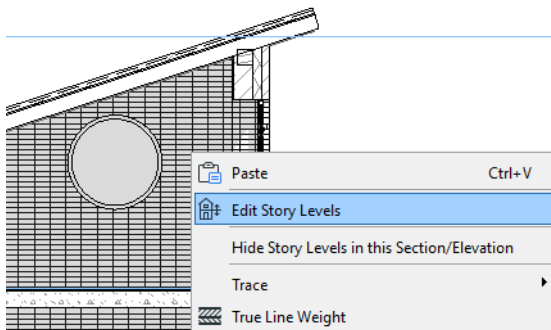 Paste Ctrl+V
Edit Story Levels
Hide Story Levels in this Section/Elevation
Trace
True Line Weight